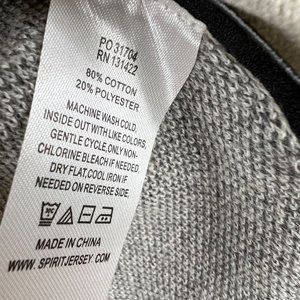 PO 31704
RN 131422
80% COTTON
20% POLYESTER
MACHINE WASH COLD,
INSIDE OUT WITH LIKE COLORS,
GENTLE CYCLE, ONLY NON-
CHLORINE BLEACH IF NEEDED,
DRY FLAT, COOL IRON IF
NEEDED ON REVERSE SIDE.
MADE IN CHINA
WWW.SPIRITJERSEY.COM